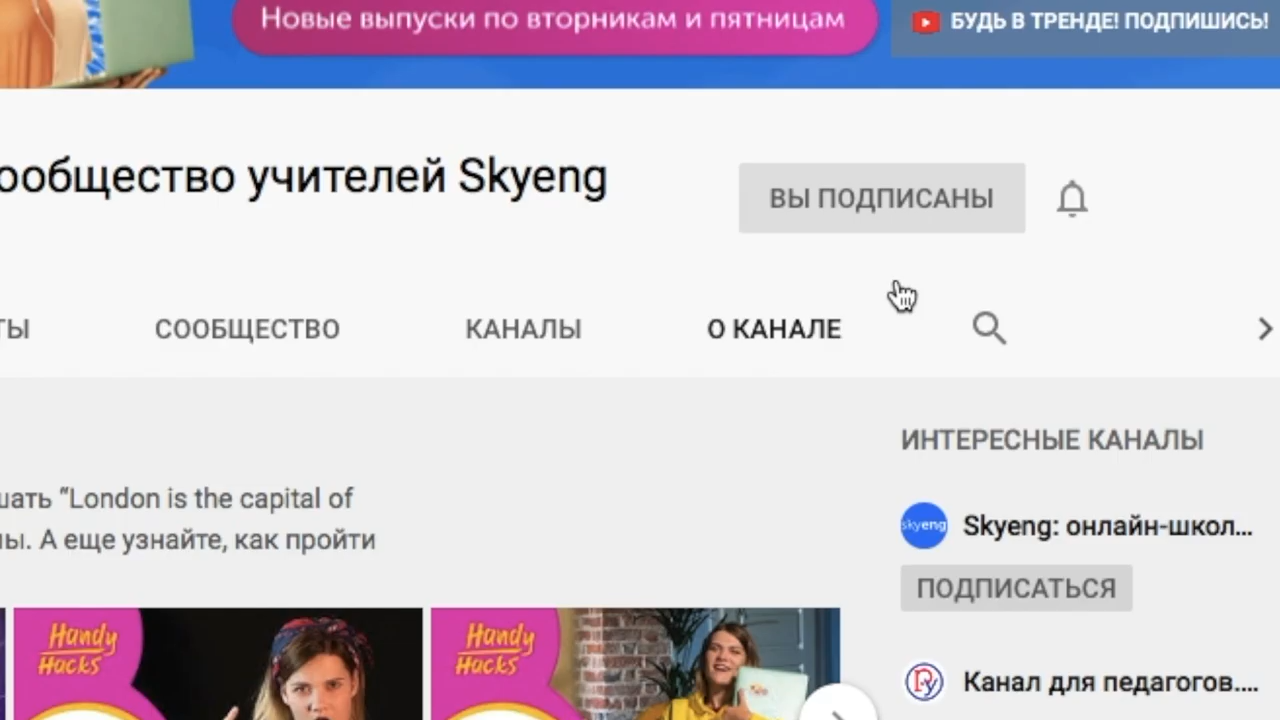 Новые выпуски по вторникам и пятницам
БУДЬ В ТРЕНДЕ! ПОДПИШИСЬ!
ообщество учителей Skyeng
ВЫ ПОДПИСАНЫ
ТЫ
СООБЩЕСТВО
КАНАЛЫ
О КАНАЛЕ
ИНТЕРЕСНЫЕ КАНАЛЫ
шать “London is the capital of
ны. А еще узнайте, как пройти
skyeng
Skyeng: онлайн-школ...
ПОДПИСАТЬСЯ
Handy
Hacks
Handy
Hacks
Канал для педагогов....